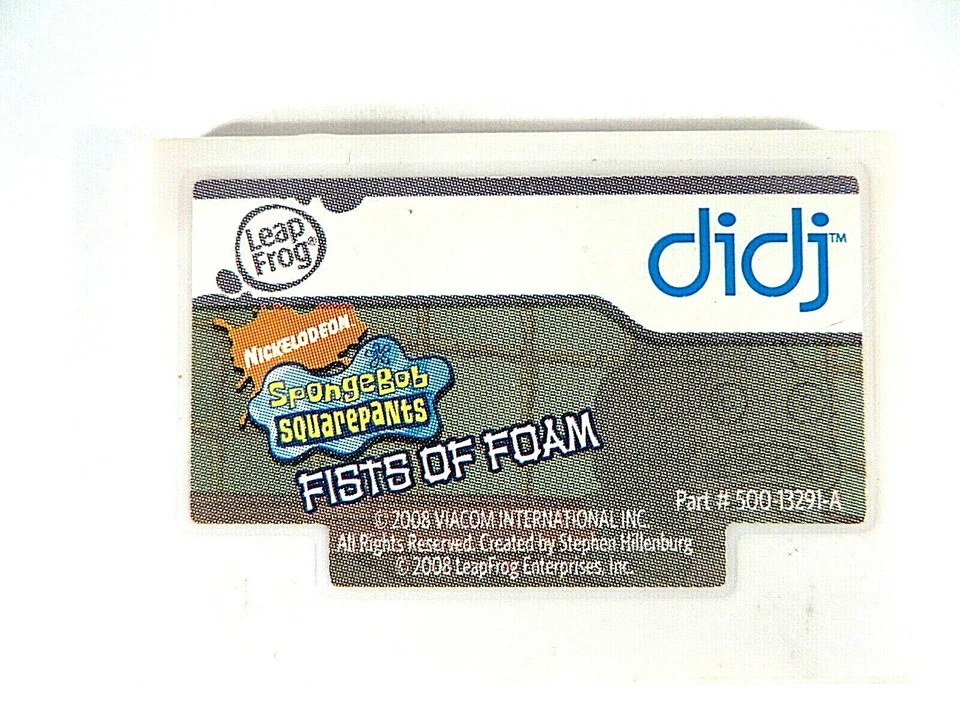 Leap
Frog®
didj™
NICKELODEON
SpongeBob
SQUAREPANTS
FISTS OF FOAM
Part # 500-13291-A
© 2008 VIACOM INTERNATIONAL INC.
All Rights Reserved. Created by Stephen Hillenburg
© 2008 LeapFrog Enterprises, Inc.